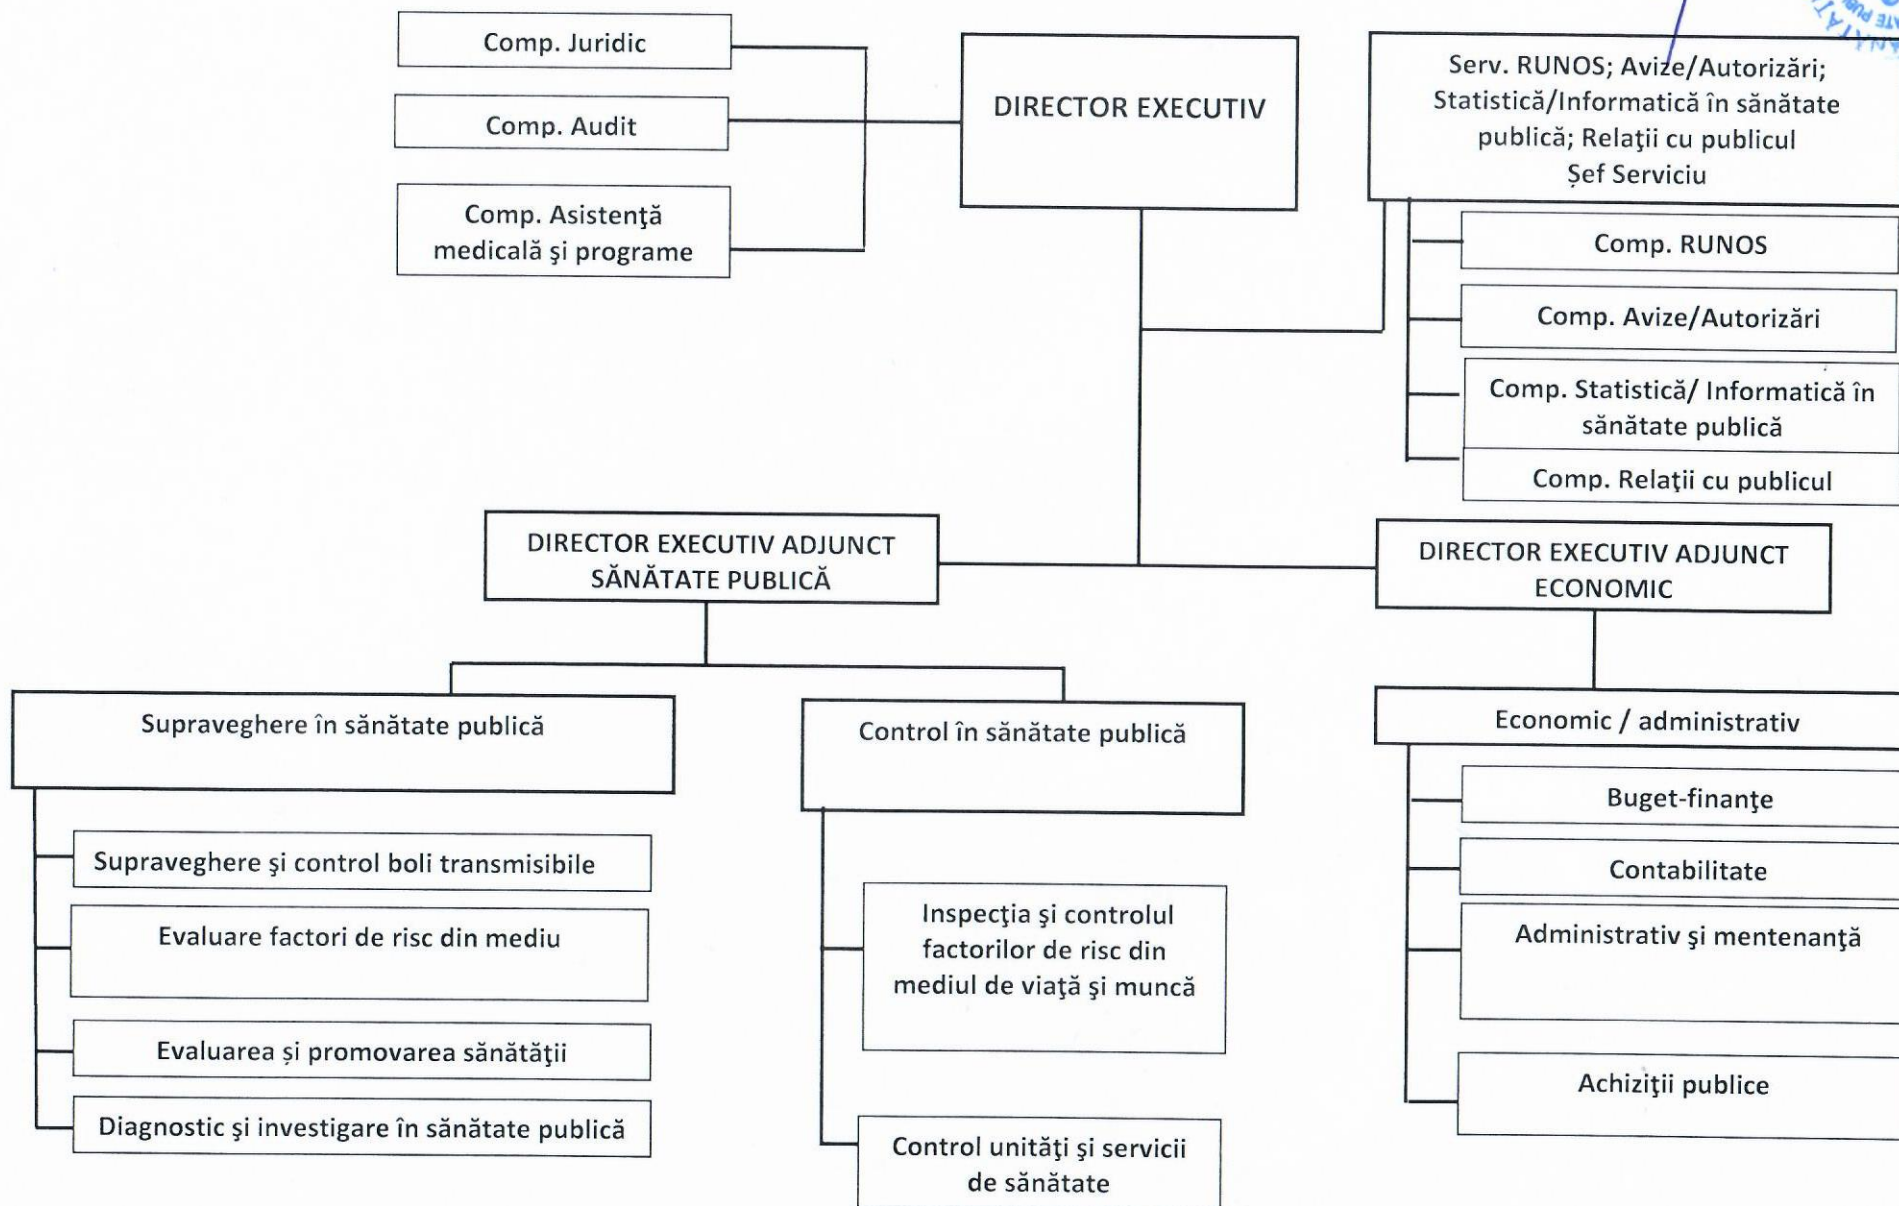 Comp. Juridic
Comp. Audit
Comp. Asistenţă
medicală şi programe
DIRECTOR EXECUTIV
Serv. RUNOS; Avize/Autorizări;
Statistică/Informatică în sănătate
publică; Relaţii cu publicul
Șef Serviciu
Comp. RUNOS
Comp. Avize/Autorizări
Comp. Statistică/ Informatică în
sănătate publică
Comp. Relaţii cu publicul
DIRECTOR EXECUTIV ADJUNCT
SĂNĂTATE PUBLICĂ
DIRECTOR EXECUTIV ADJUNCT
ECONOMIC
Supraveghere în sănătate publică
Supraveghere şi control boli transmisibile
Evaluare factori de risc din mediu
Evaluarea și promovarea sănătăţii
Diagnostic şi investigare în sănătate publică
Control în sănătate publică
Inspecţia şi controlul
factorilor de risc din
mediul de viaţă şi muncă
Control unităţi şi servicii
de sănătate
Economic / administrativ
Buget-finanţe
Contabilitate
Administrativ şi mentenanţă
Achiziţii publice